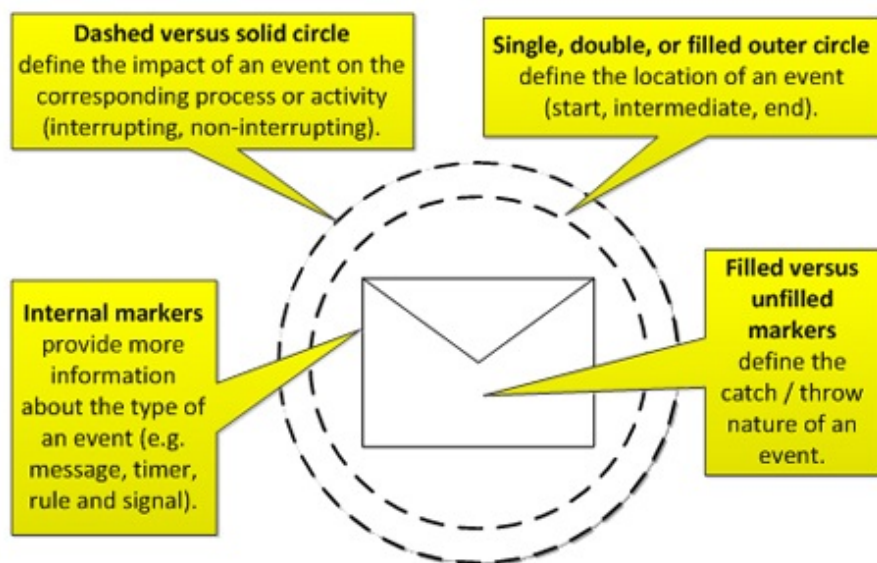 Dashed versus solid circle
define the impact of an event on the
corresponding process or activity
(interrupting, non-interrupting).
Single, double, or filled outer circle
define the location of an event
(start, intermediate, end).
Internal markers
provide more
information
about the type of
an event (e.g.
message, timer,
rule and signal).
Filled versus
unfilled
markers
define the
catch / throw
nature of an
event.